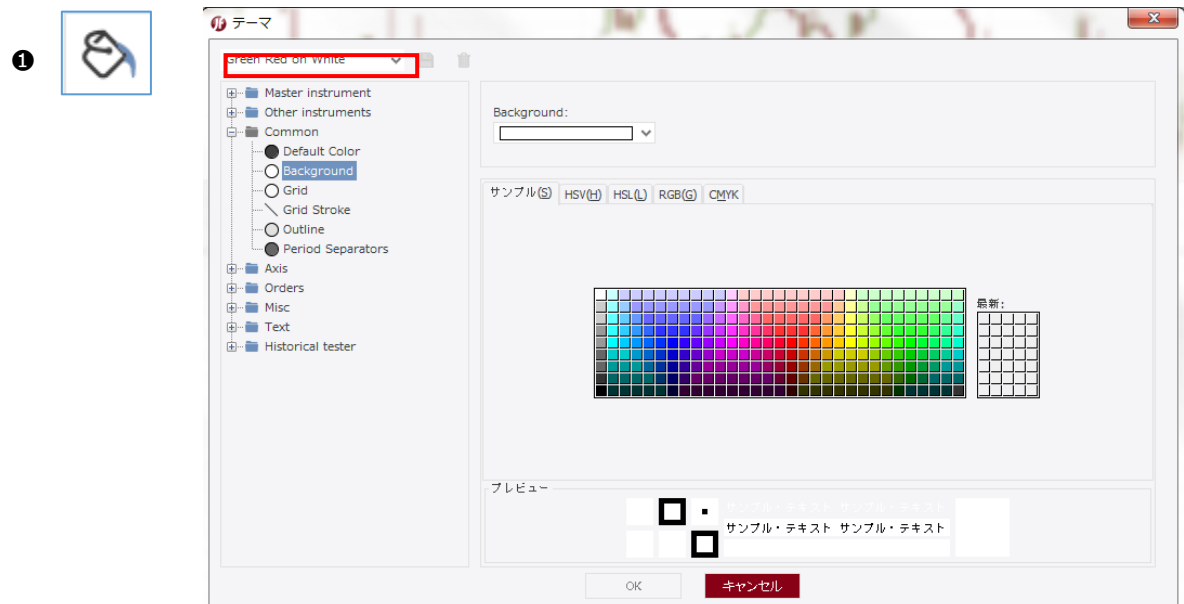 テーマ
❶
Green Red on White
Master instrument
Other instruments
Common
Default Color
Background
Grid
Grid Stroke
Outline
Period Separators
Axis
Orders
Misc
Text
Historical tester
Background:
サンプル(S) HSV(H) HSL(L) RGB(G) CMYK
最新:
プレビュー
サンプル・テキスト サンプル・テキスト
サンプル・テキスト サンプル・テキスト
OK キャンセル